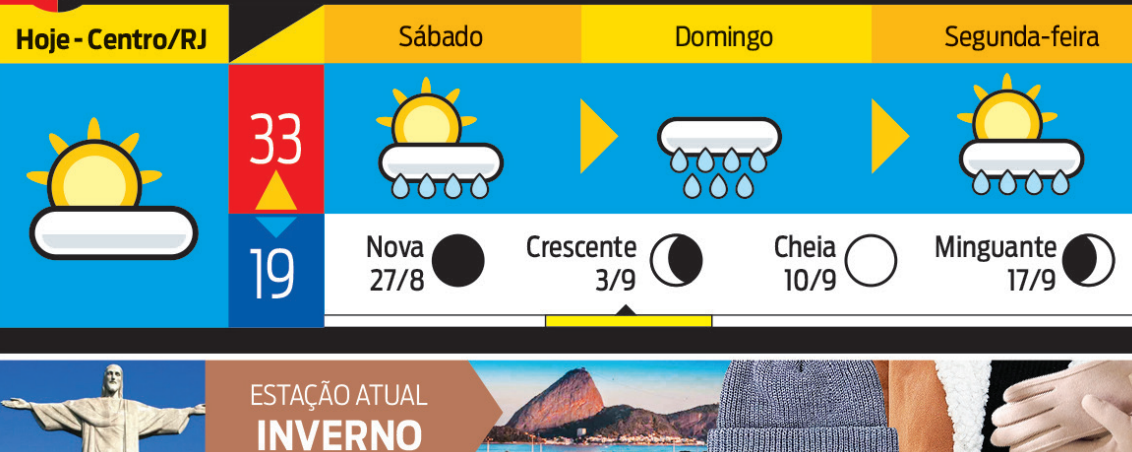 Hoje - Centro/RJ
Sábado
Domingo
Segunda-feira
33
19
Nova
27/8
Crescente
3/9
Cheia
10/9
Minguante
17/9
ESTAÇÃO ATUAL
INVERNO